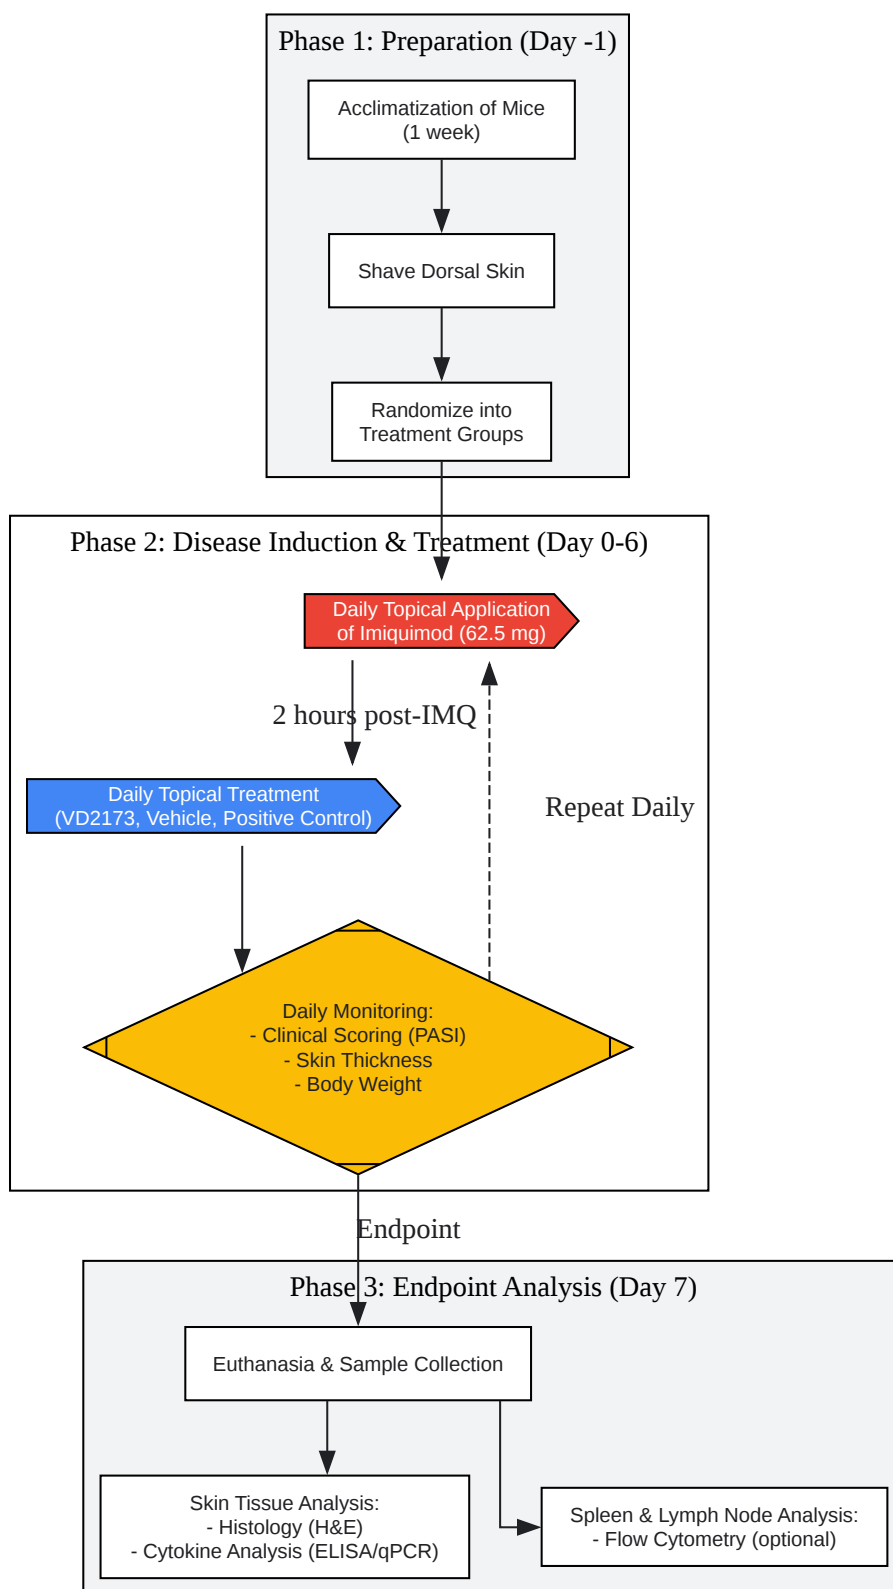 Phase 1: Preparation (Day -1)
Acclimatization of Mice
(1 week)
Shave Dorsal Skin
Randomize into
Treatment Groups
Phase 2: Disease Induction & Treatment (Day 0-6)
Daily Topical Application
of Imiquimod (62.5 mg)
2 hours post-IMQ
Daily Topical Treatment
(VD2173, Vehicle, Positive Control)
Repeat Daily
Daily Monitoring:
- Clinical Scoring (PASI)
- Skin Thickness
- Body Weight
Endpoint
Phase 3: Endpoint Analysis (Day 7)
Euthanasia & Sample Collection
Skin Tissue Analysis:
- Histology (H&E)
- Cytokine Analysis (ELISA/qPCR)
Spleen & Lymph Node Analysis:
- Flow Cytometry (optional)